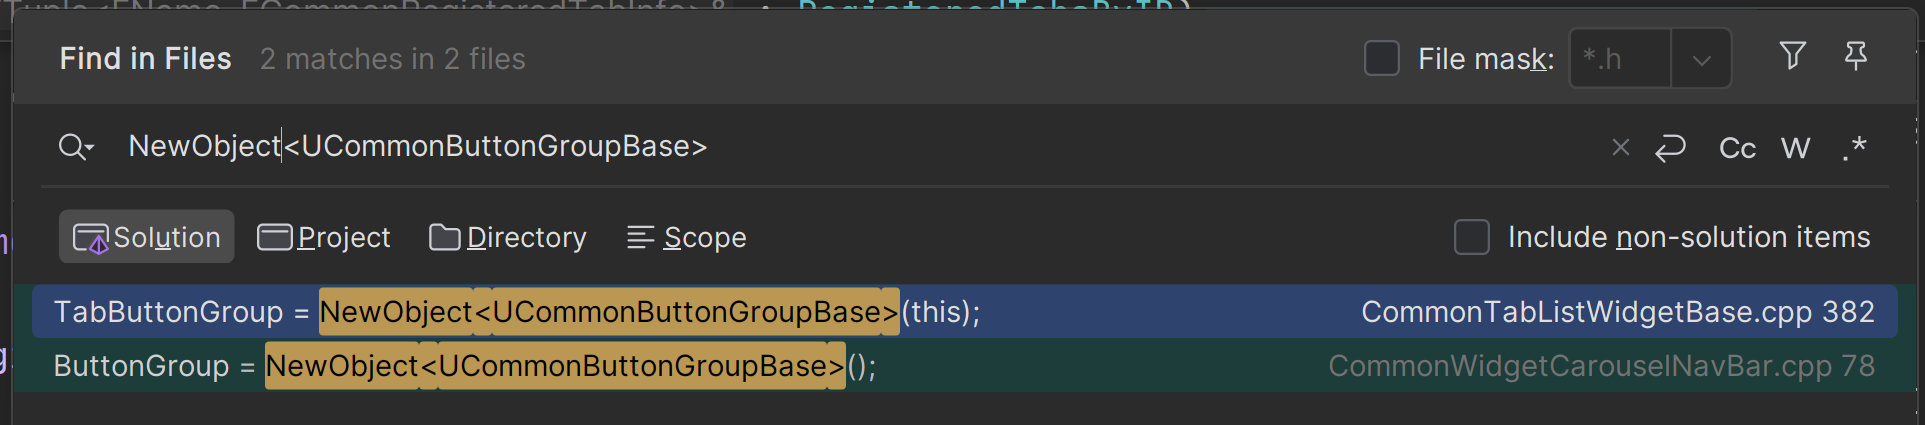 RegisteredTabsByID)
Find in Files 2 matches in 2 files File mask: *.h
NewObject<UCommonButtonGroupBase> Cc W .*
Solution Project Directory Scope Include non-solution items
TabButtonGroup = NewObject<UCommonButtonGroupBase>(this); CommonTabListWidgetBase.cpp 382
ButtonGroup = NewObject<UCommonButtonGroupBase>(); CommonWidgetCarouselNavBar.cpp 78